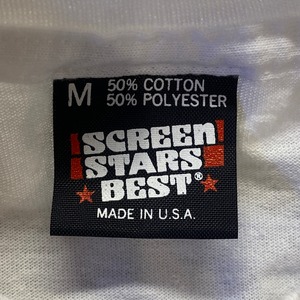 M 50% COTTON
50% POLYESTER
SCREEN
STARS
BEST®
MADE IN U.S.A.